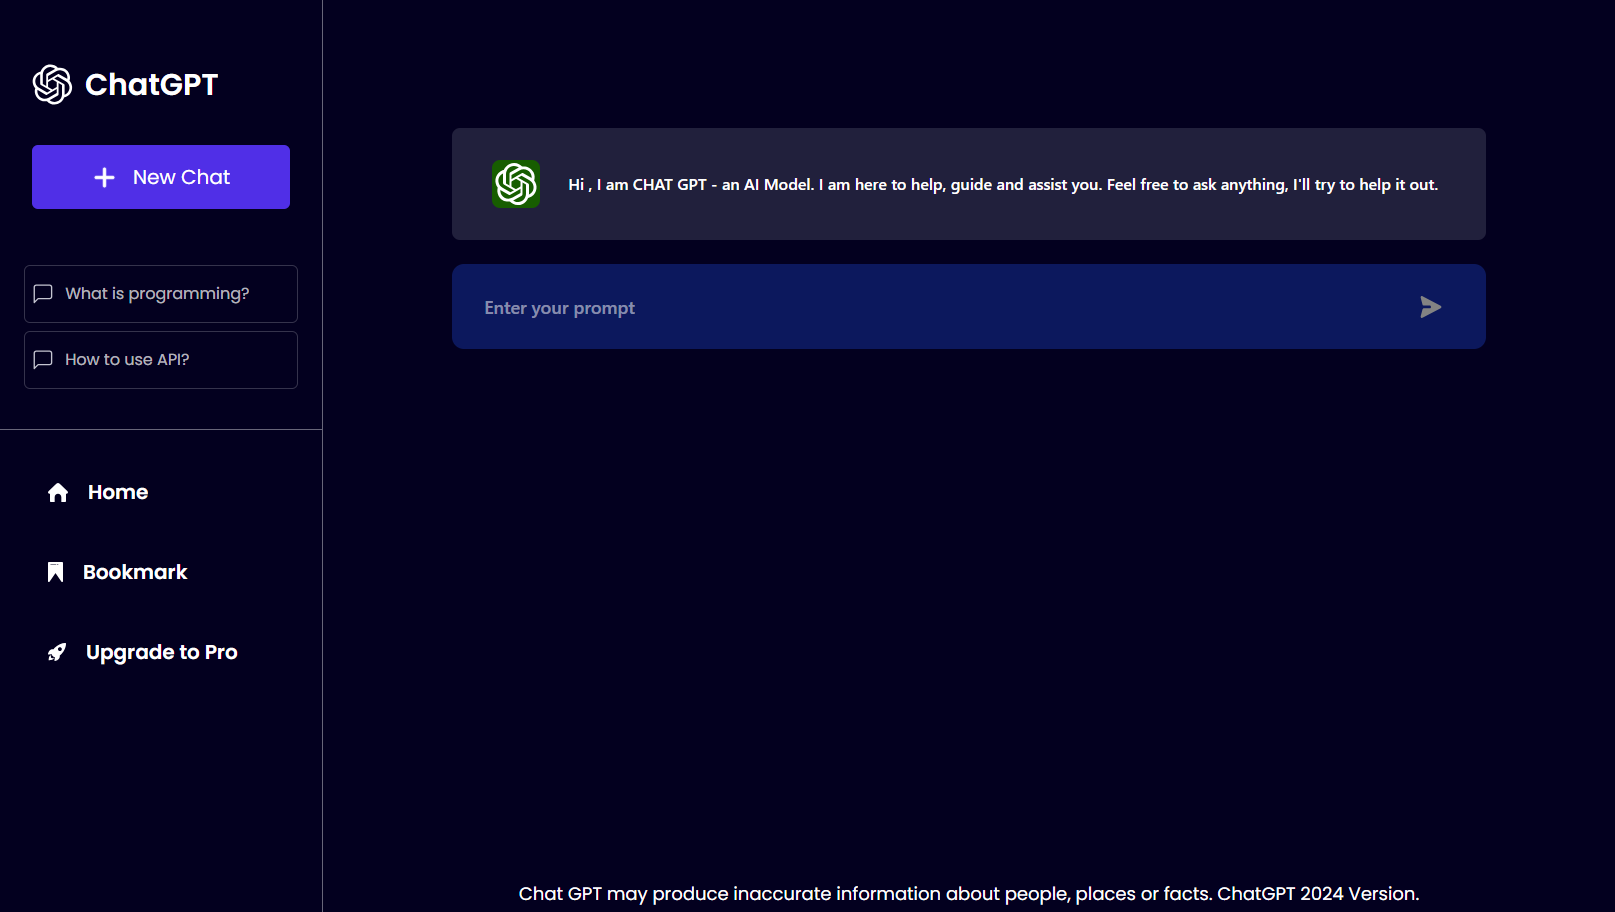 ChatGPT
New Chat
What is programming?
How to use API?
Home
Bookmark
Upgrade to Pro
Hi , I am CHAT GPT - an AI Model. I am here to help, guide and assist you. Feel free to ask anything, I'll try to help it out.
Enter your prompt
Chat GPT may produce inaccurate information about people, places or facts. ChatGPT 2024 Version.